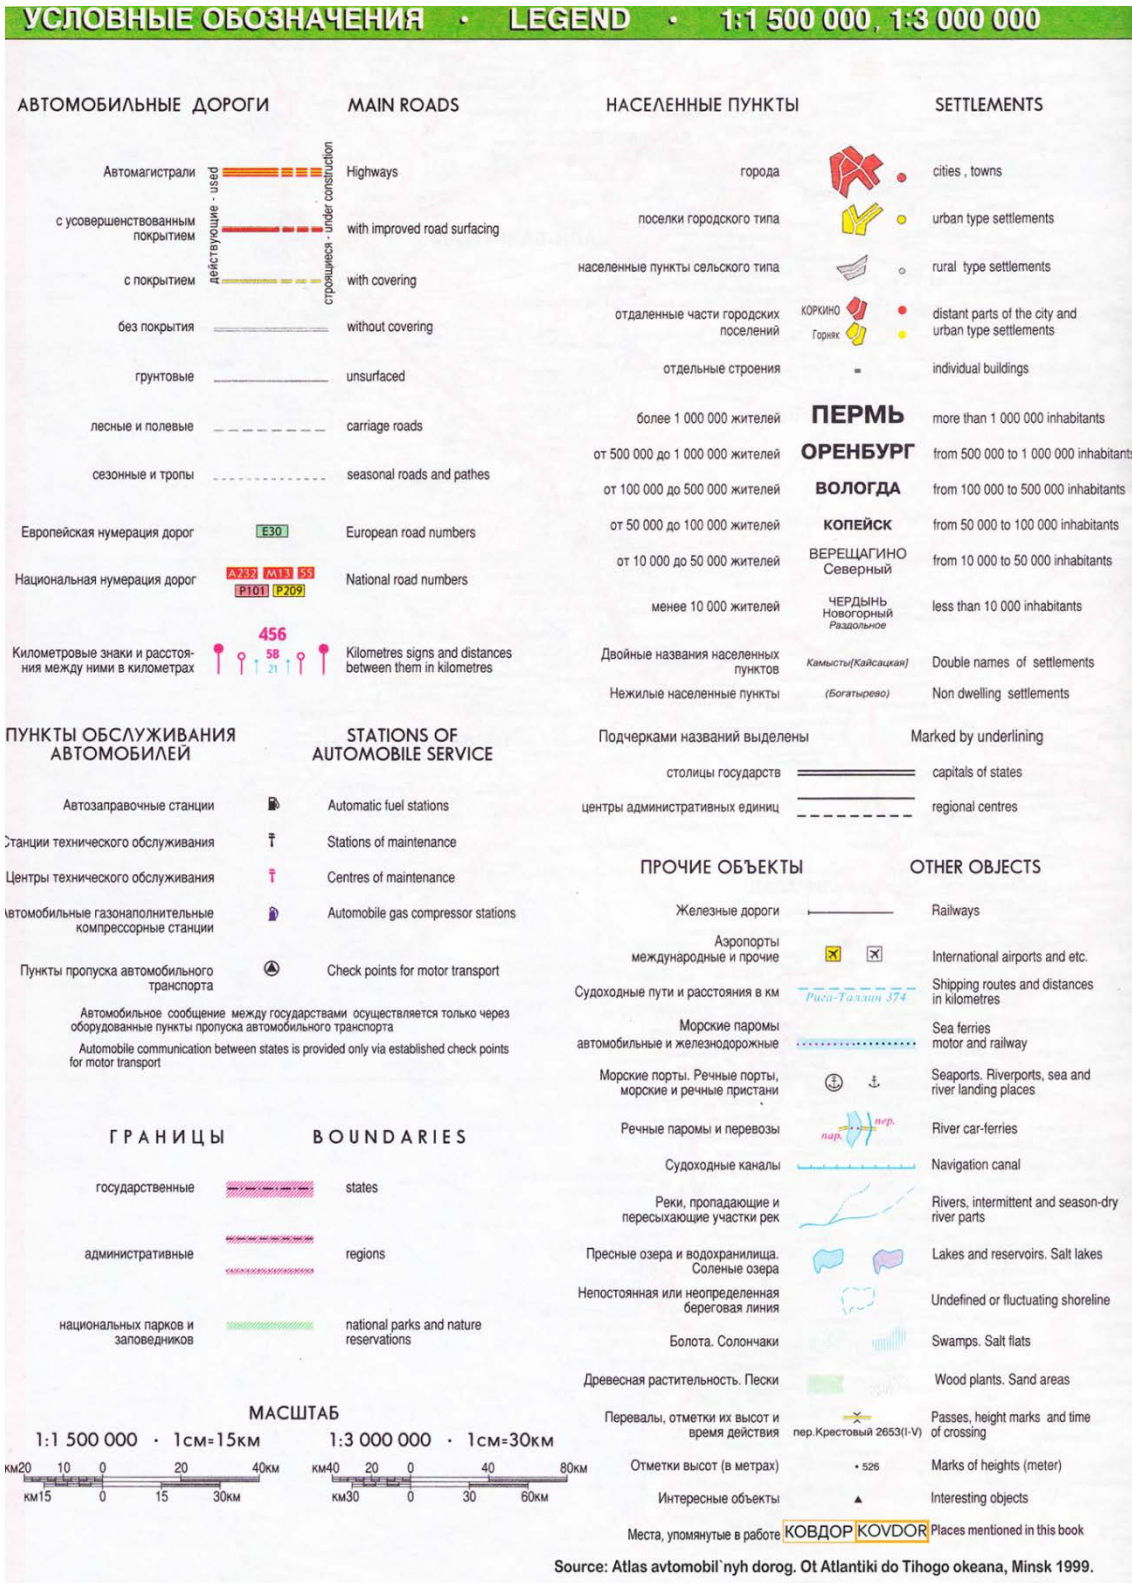 УСЛОВНЫЕ ОБОЗНАЧЕНИЯ • LEGEND • 1:1 500 000, 1:3 000 000
АВТОМОБИЛЬНЫЕ ДОРОГИ MAIN ROADS
действующие - used
строящиеся - under construction
Автомагистрали Highways
с усовершенствованным
покрытием with improved road surfacing
с покрытием with covering
без покрытия without covering
грунтовые unsurfaced
лесные и полевые carriage roads
сезонные и тропы seasonal roads and pathes
Европейская нумерация дорог E30 European road numbers
Национальная нумерация дорог A232 M13 55 National road numbers
P101 P209
456
Километровые знаки и расстоя- 58 Kilometres signs and distances
ния между ними в километрах 21 between them in kilometres
ПУНКТЫ ОБСЛУЖИВАНИЯ STATIONS OF
АВТОМОБИЛЕЙ AUTOMOBILE SERVICE
Автозаправочные станции Automatic fuel stations
Станции технического обслуживания Stations of maintenance
Центры технического обслуживания Centres of maintenance
Автомобильные газонаполнительные Automobile gas compressor stations
компрессорные станции
Пункты пропуска автомобильного Check points for motor transport
транспорта
Автомобильное сообщение между государствами осуществляется только через
оборудованные пункты пропуска автомобильного транспорта
Automobile communication between states is provided only via established check points
for motor transport
ГРАНИЦЫ BOUNDARIES
государственные states
административные regions
национальных парков и national parks and nature
заповедников reservations
МАСШТАБ
1:1 500 000 · 1см=15км 1:3 000 000 · 1см=30км
км20 10 0 20 40км км40 20 0 40 80км
км15 0 15 30км км30 0 30 60км
НАСЕЛЕННЫЕ ПУНКТЫ SETTLEMENTS
города cities , towns
поселки городского типа urban type settlements
населенные пункты сельского типа rural type settlements
отдаленные части городских КОРКИНО distant parts of the city and
поселений Горняк urban type settlements
отдельные строения individual buildings
более 1 000 000 жителей ПЕРМЬ more than 1 000 000 inhabitants
от 500 000 до 1 000 000 жителей ОРЕНБУРГ from 500 000 to 1 000 000 inhabitants
от 100 000 до 500 000 жителей ВОЛОГДА from 100 000 to 500 000 inhabitants
от 50 000 до 100 000 жителей КОПЕЙСК from 50 000 to 100 000 inhabitants
от 10 000 до 50 000 жителей ВЕРЕЩАГИНО from 10 000 to 50 000 inhabitants
Северный
менее 10 000 жителей ЧЕРДЫНЬ less than 10 000 inhabitants
Новогорный
Раздольное
Двойные названия населенных
пунктов Камысты[Кайсацкая] Double names of settlements
Нежилые населенные пункты (Богатырево) Non dwelling settlements
Подчерками названий выделены Marked by underlining
столицы государств capitals of states
центры административных единиц regional centres
ПРОЧИЕ ОБЪЕКТЫ OTHER OBJECTS
Железные дороги Railways
Аэропорты
международные и прочие International airports and etc.
Судоходные пути и расстояния в км Рига-Таллин 374 Shipping routes and distances
in kilometres
Морские паромы Sea ferries
автомобильные и железнодорожные motor and railway
Морские порты. Речные порты, Seaports. Riverports, sea and
морские и речные пристани river landing places
Речные паромы и перевозы пар. пер. River car-ferries
Судоходные каналы Navigation canal
Реки, пропадающие и Rivers, intermittent and season-dry
пересыхающие участки рек river parts
Пресные озера и водохранилища. Lakes and reservoirs. Salt lakes
Соленые озера
Непостоянная или неопределенная
береговая линия Undefined or fluctuating shoreline
Болота. Солончаки Swamps. Salt flats
Древесная растительность. Пески Wood plants. Sand areas
Перевалы, отметки их высот и Passes, height marks and time
время действия пер.Крестовый 2653(I-V) of crossing
Отметки высот (в метрах) • 526 Marks of heights (meter)
Интересные объекты Interesting objects
Места, упомянутые в работе КОВДОР KOVDOR Places mentioned in this book
Source: Atlas avtomobil`nyh dorog. Ot Atlantiki do Tihogo okeana, Minsk 1999.